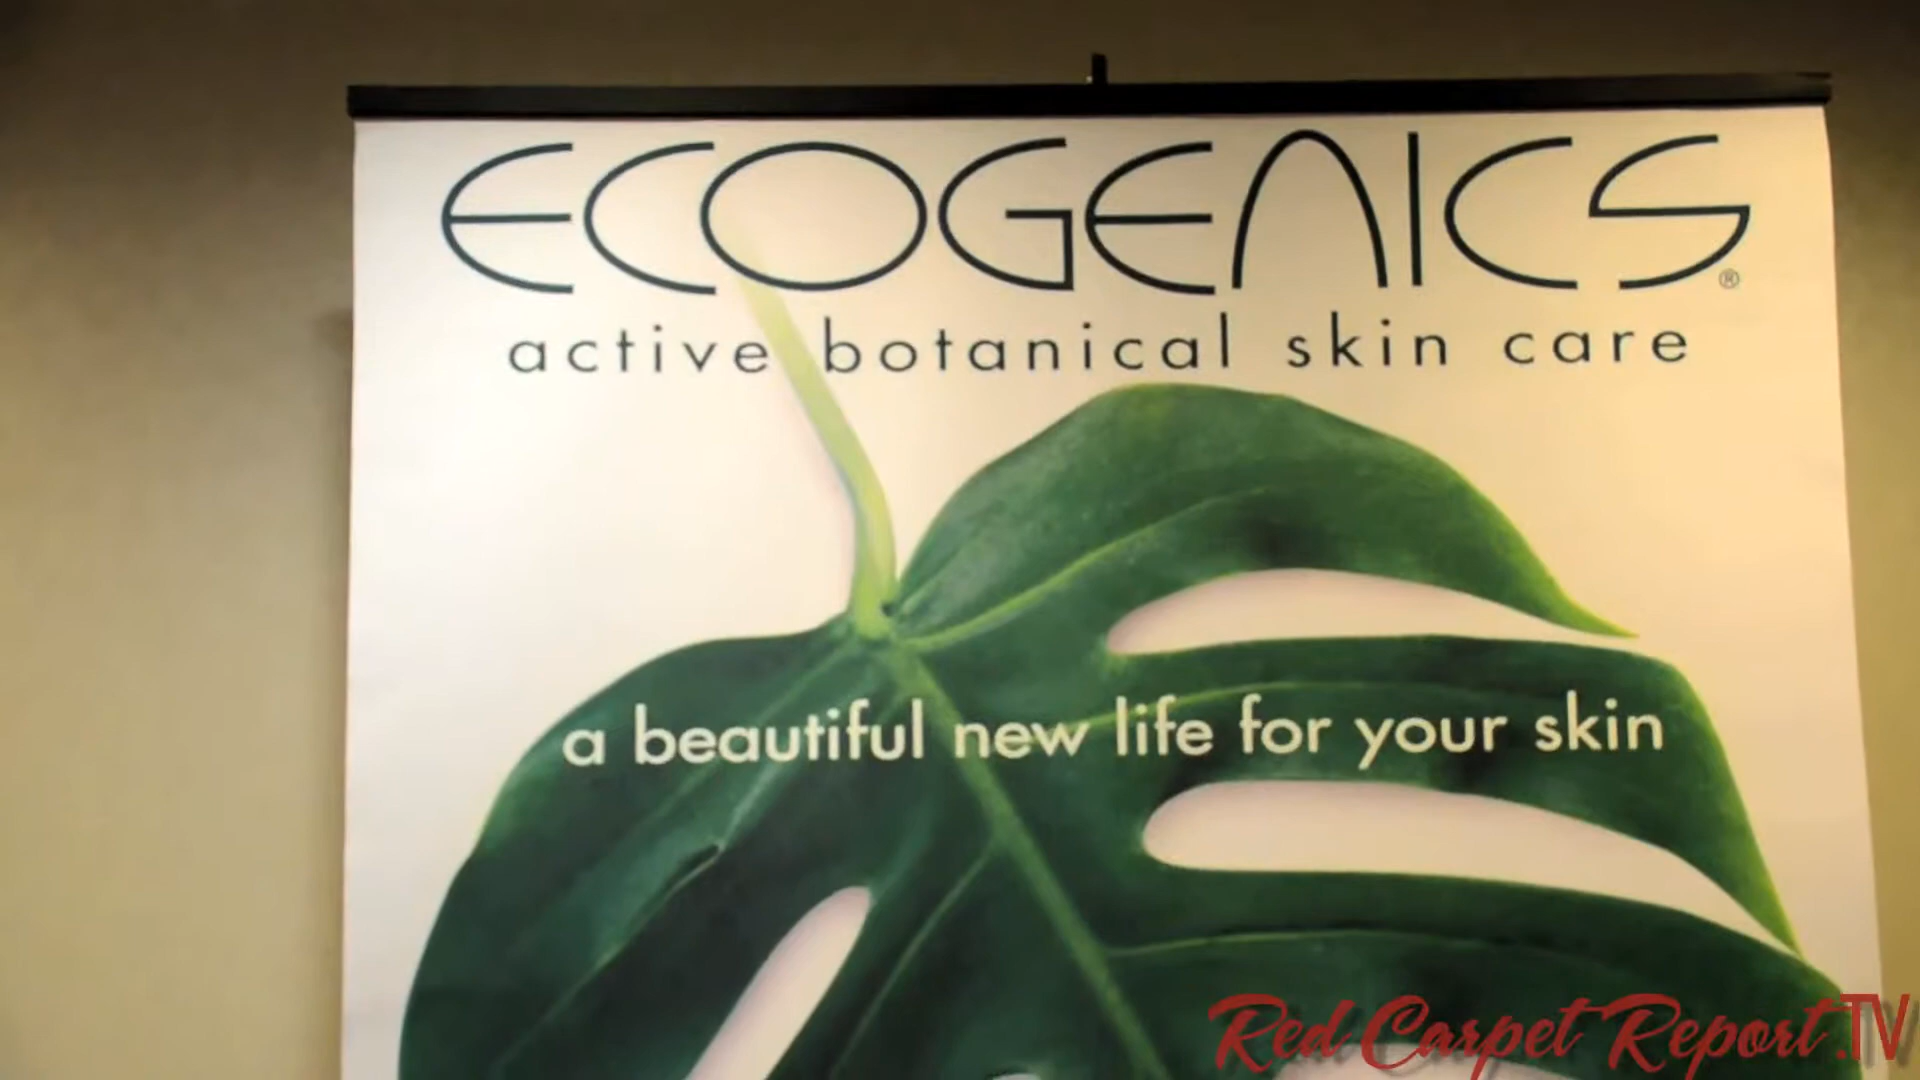 ECOGENICS®
active botanical skin care
a beautiful new life for your skin
Red Carpet Report.TV